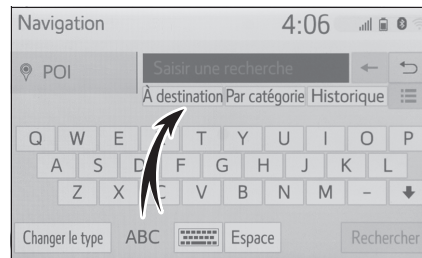 Navigation 4:06
POI Saisir une recherche
À destination Par catégorie Historique
Q W E T Y U I O P
A S D F G H J K L
Z X C V B N M -
Changer le type ABC Espace Rechercher